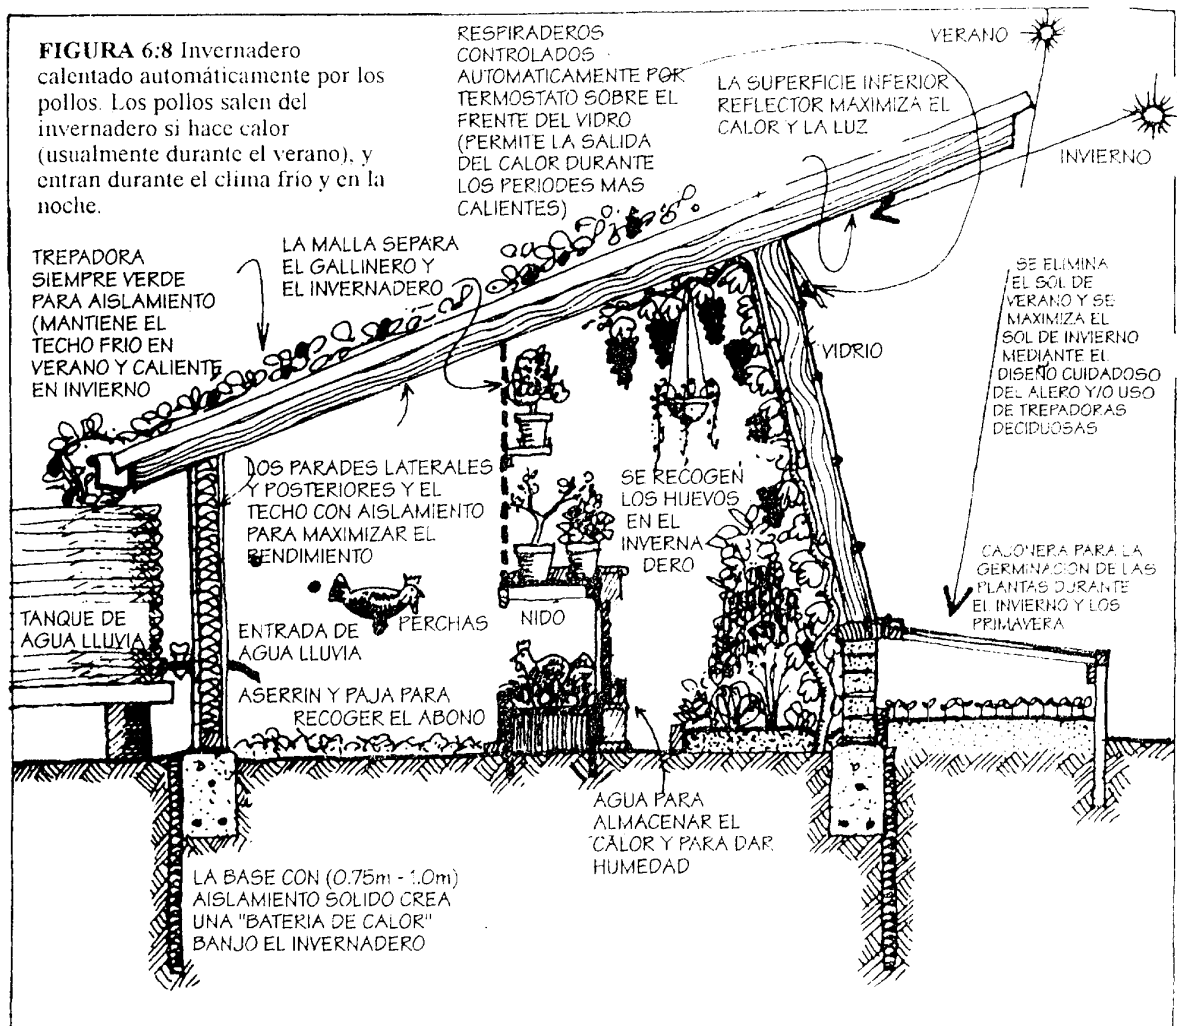 FIGURA 6:8 Invernadero
calentado automáticamente por los
pollos. Los pollos salen del
invernadero si hace calor
(usualmente durante el verano), y
entran durante el clima frío y en la
noche.
RESPIRADEROS
CONTROLADOS
AUTOMATICAMENTE POR
TERMOSTATO SOBRE EL
FRENTE DEL VIDRO
(PERMITE LA SALIDA
DEL CALOR DURANTE
LOS PERIODES MAS
CALIENTES)
VERANO
LA SUPERFICIE INFERIOR
REFLECTOR MAXIMIZA EL
CALOR Y LA LUZ
INVIERNO
TREPADORA
SIEMPRE VERDE
PARA AISLAMIENTO
(MANTIENE EL
TECHO FRIO EN
VERANO Y CALIENTE
EN INVIERNO
LA MALLA SEPARA
EL GALLINERO Y
EL INVERNADERO
SE ELIMINA
EL SOL DE
VERANO Y SE
MAXIMIZA EL
SOL DE INVIERNO
MEDIANTE EL
DISEÑO CUIDADOSO
DEL ALERO Y/O USO
DE TREPADORAS
DECIDUOSAS
VIDRIO
DOS PARADES LATERALES
Y POSTERIORES Y EL
TECHO CON AISLAMIENTO
PARA MAXIMIZAR EL
RENDIMIENTO
SE RECOGEN
LOS HUEVOS
EN EL
INVERNA
DERO
CAJONERA PARA LA
GERMINACION DE LAS
PLANTAS DURANTE
EL INVIERNO Y LOS
PRIMAVERA
TANQUE DE
AGUA LLUVIA
ENTRADA DE
AGUA LLUVIA
PERCHAS
NIDO
ASERRIN Y PAJA PARA
RECOGER EL ABONO
AGUA PARA
ALMACENAR EL
CALOR Y PARA DAR
HUMEDAD
LA BASE CON (0.75m - 1.0m)
AISLAMIENTO SOLIDO CREA
UNA "BATERIA DE CALOR"
BANJO EL INVERNADERO